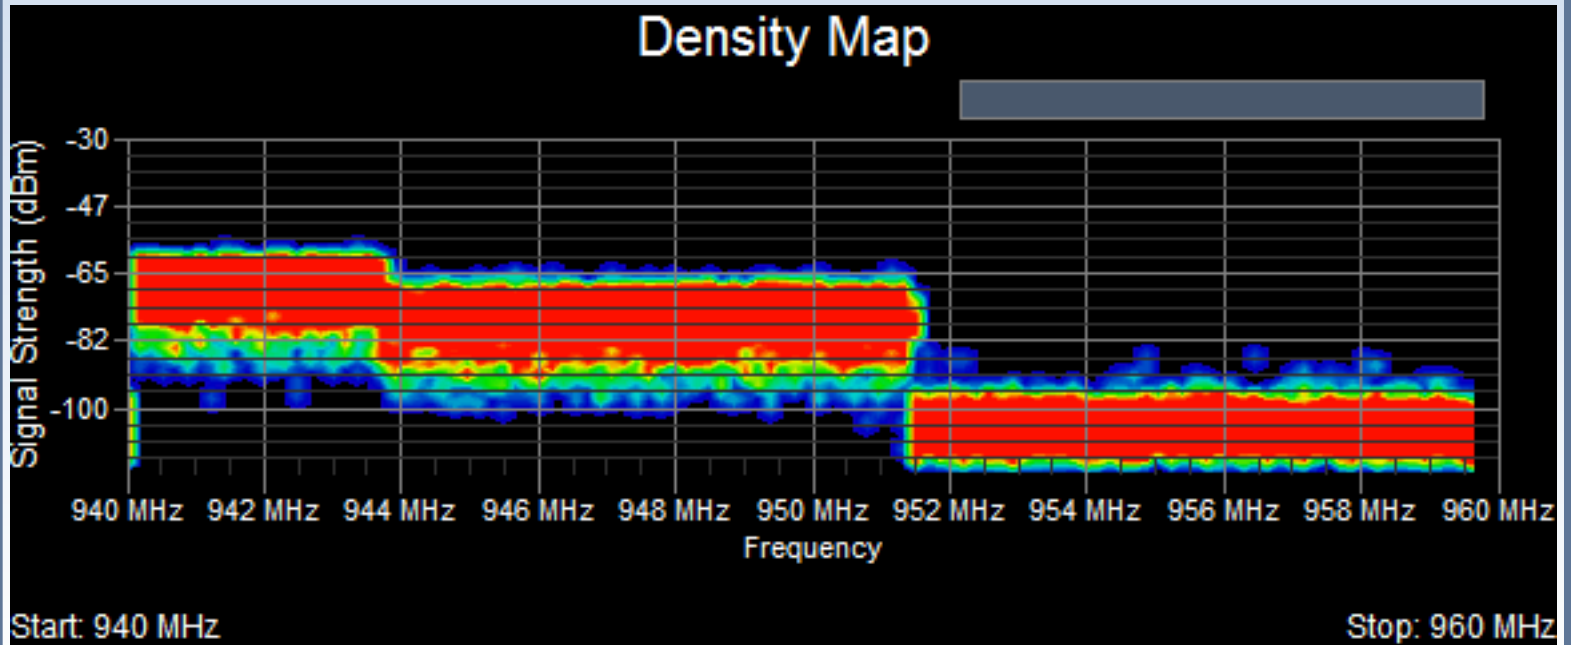 Density Map
Signal Strength (dBm)
-30
-47
-65
-82
-100
940 MHz 942 MHz 944 MHz 946 MHz 948 MHz 950 MHz 952 MHz 954 MHz 956 MHz 958 MHz 960 MHz
Frequency
Start: 940 MHz Stop: 960 MHz